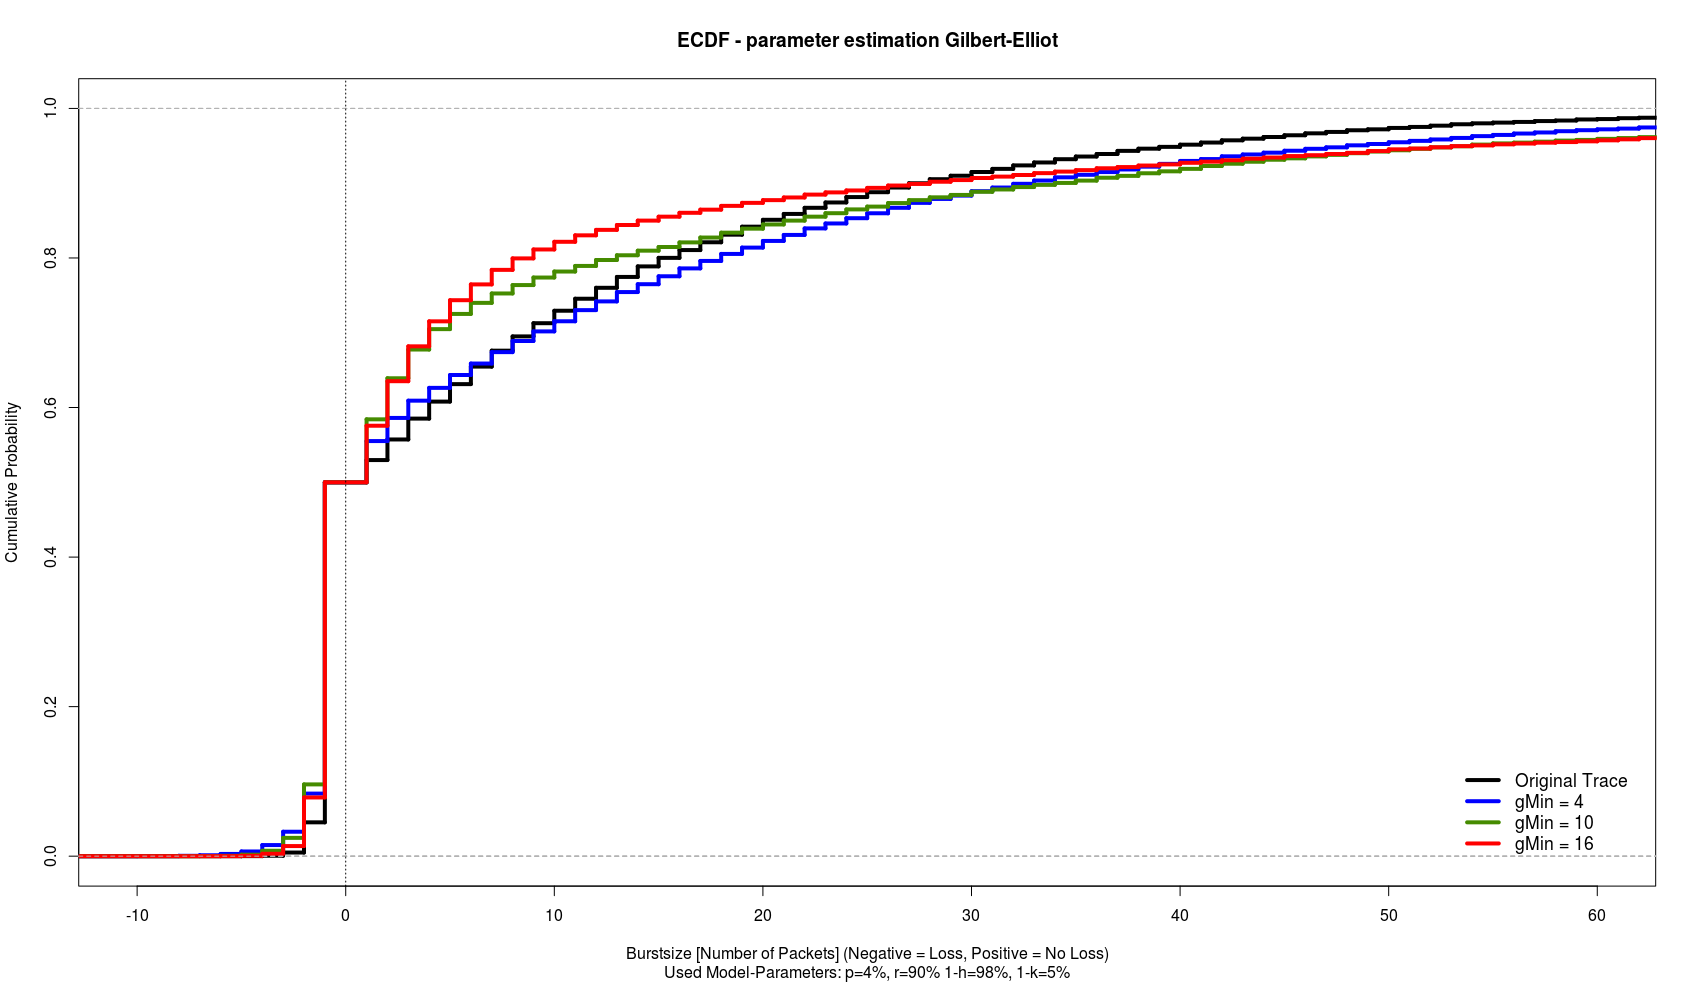 ECDF - parameter estimation Gilbert-Elliot
Cumulative Probability
1.0
0.8
0.6
0.4
0.2
0.0
Original Trace
gMin = 4
gMin = 10
gMin = 16
-10 0 10 20 30 40 50 60
Burstsize [Number of Packets] (Negative = Loss, Positive = No Loss)
Used Model-Parameters: p=4%, r=90% 1-h=98%, 1-k=5%